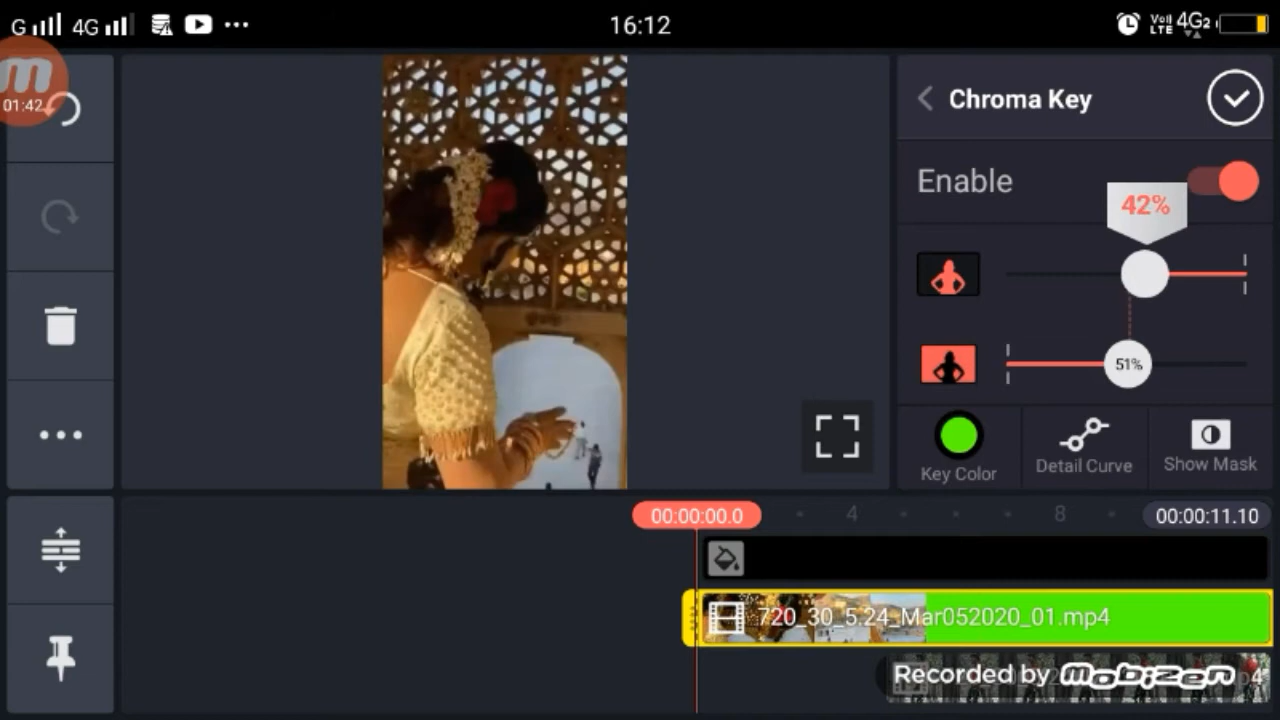 G 4G 16:12 VoII LTE 4G2
m
01:42
Chroma Key
Enable
42%
51%
Key Color Detail Curve Show Mask
00:00:00.0 4 8 00:00:11.10
720_30_5.24_Mar052020_01.mp4
Recorded by mobizen